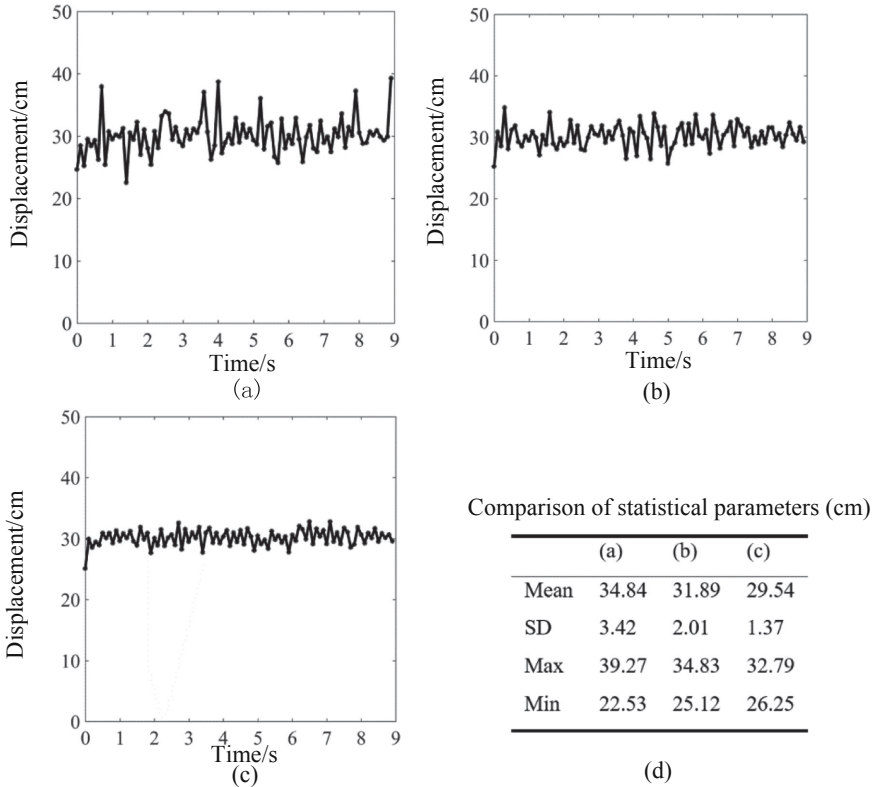 50
40
30
20
10
0
Displacement/cm
0 1 2 3 4 5 6 7 8 9
Time/s
(a)
50
40
30
20
10
0
Displacement/cm
0 1 2 3 4 5 6 7 8 9
Time/s
(b)
50
40
30
20
10
0
Displacement/cm
0 1 2 3 4 5 6 7 8 9
Time/s
(c)
Comparison of statistical parameters (cm)
(a) (b) (c)
Mean 34.84 31.89 29.54
SD 3.42 2.01 1.37
Max 39.27 34.83 32.79
Min 22.53 25.12 26.25
(d)